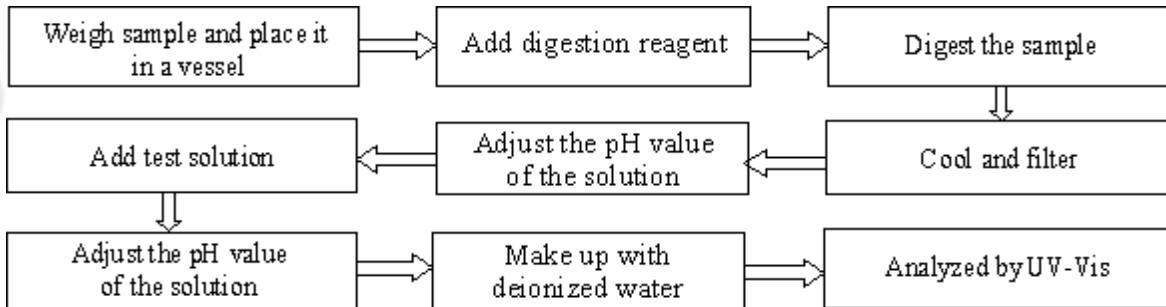 Weigh sample and place it
in a vessel
Add digestion reagent
Digest the sample
Cool and filter
Adjust the pH value
of the solution
Add test solution
Adjust the pH value
of the solution
Make up with
deionized water
Analyzed by UV-Vis